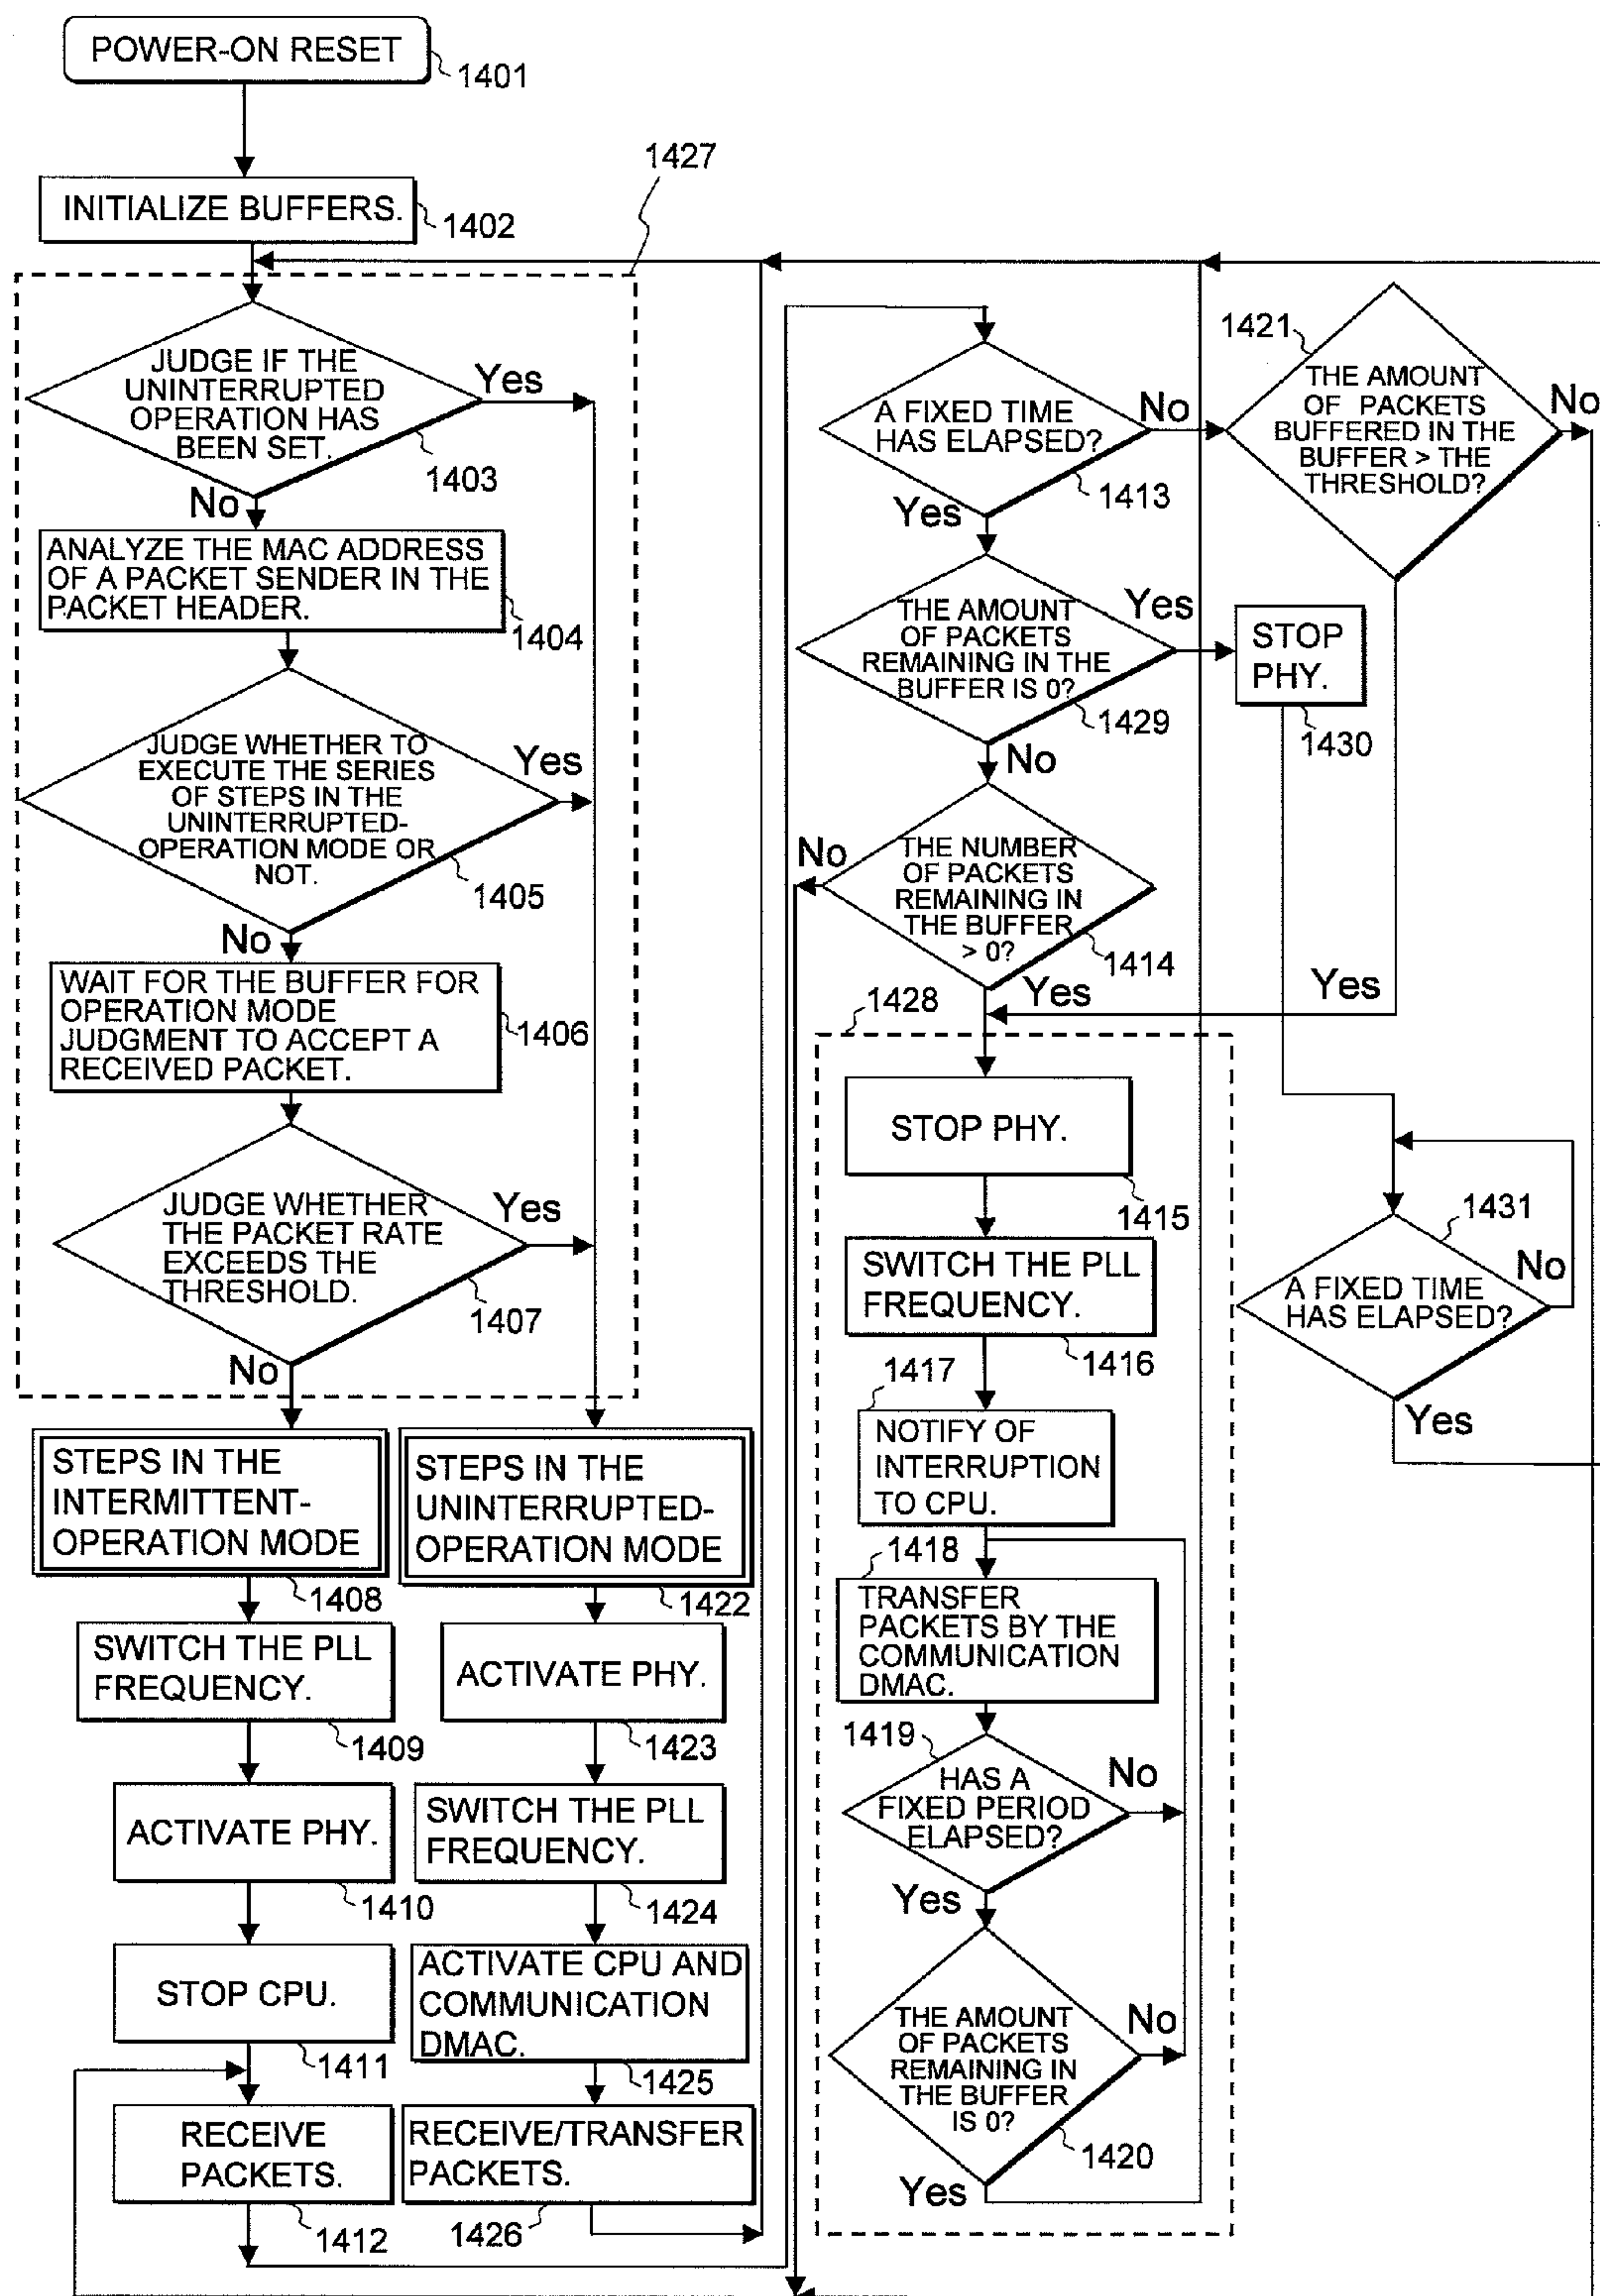 POWER-ON RESET
1401
INITIALIZE BUFFERS.
1402
1427
JUDGE IF THE
UNINTERRUPTED
OPERATION HAS
BEEN SET.
Yes
1403
No
ANALYZE THE MAC ADDRESS
OF A PACKET SENDER IN THE
PACKET HEADER.
1404
JUDGE WHETHER TO
EXECUTE THE SERIES
OF STEPS IN THE
UNINTERRUPTED-
OPERATION MODE OR
NOT.
Yes
1405
No
WAIT FOR THE BUFFER FOR
OPERATION MODE
JUDGMENT TO ACCEPT A
RECEIVED PACKET.
1406
JUDGE WHETHER
THE PACKET RATE
EXCEEDS THE
THRESHOLD.
Yes
1407
No
STEPS IN THE
INTERMITTENT-
OPERATION MODE
1408
SWITCH THE PLL
FREQUENCY.
1409
ACTIVATE PHY.
1410
STOP CPU.
1411
RECEIVE
PACKETS.
1412
STEPS IN THE
UNINTERRUPTED-
OPERATION MODE
1422
ACTIVATE PHY.
1423
SWITCH THE PLL
FREQUENCY.
1424
ACTIVATE CPU AND
COMMUNICATION
DMAC.
1425
RECEIVE/TRANSFER
PACKETS.
1426
A FIXED TIME
HAS ELAPSED?
No
1413
Yes
THE AMOUNT
OF PACKETS
REMAINING IN THE
BUFFER IS 0?
Yes
1429
No
THE NUMBER
OF PACKETS
REMAINING IN
THE BUFFER
> 0?
No
1414
Yes
1428
STOP PHY.
1415
SWITCH THE PLL
FREQUENCY.
1416
1417
NOTIFY OF
INTERRUPTION
TO CPU.
1418
TRANSFER
PACKETS BY THE
COMMUNICATION
DMAC.
1419
HAS A
FIXED PERIOD
ELAPSED?
No
Yes
THE AMOUNT
OF PACKETS
REMAINING IN
THE BUFFER
IS 0?
No
1420
Yes
1421
THE AMOUNT
OF PACKETS
BUFFERED IN THE
BUFFER > THE
THRESHOLD?
No
Yes
STOP
PHY.
1430
1431
A FIXED TIME
HAS ELAPSED?
No
Yes